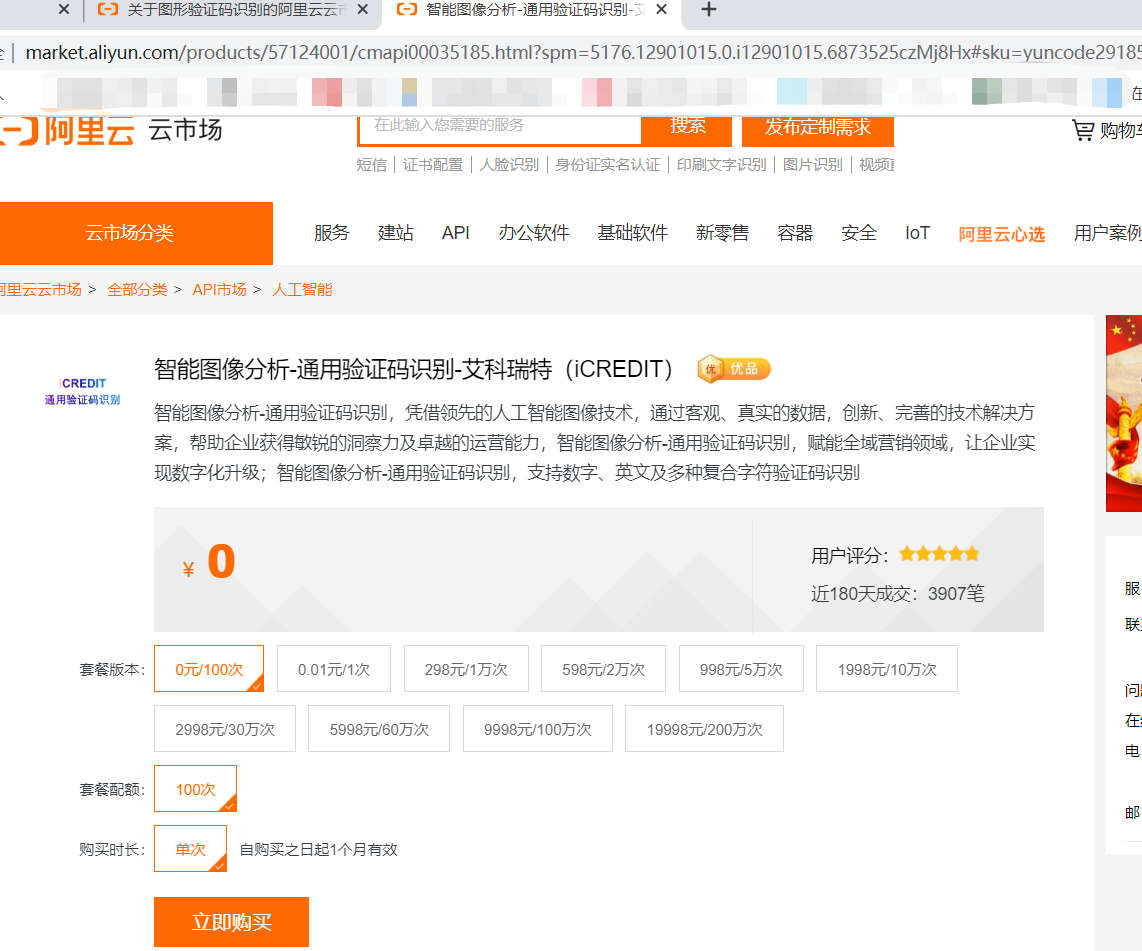 关于图形验证码识别的阿里云云
智能图像分析-通用验证码识别-
market.aliyun.com/products/57124001/cmapi00035185.html?spm=5176.12901015.0.i12901015.6873525czMj8Hx#sku=yuncode29185
在
阿里云 云市场
在此输入您需要的服务
搜索
发布定制需求
购物车
短信 | 证书配置 | 人脸识别 | 身份证实名认证 | 印刷文字识别 | 图片识别 | 视频直
云市场分类
服务 建站 API 办公软件 基础软件 新零售 容器 安全 IoT 阿里云心选 用户案例
阿里云云市场 > 全部分类 > API市场 > 人工智能
iCREDIT
通用验证码识别
智能图像分析-通用验证码识别-艾科瑞特（iCREDIT）
优 优品
智能图像分析-通用验证码识别，凭借领先的人工智能图像技术，通过客观、真实的数据，创新、完善的技术解决方
案，帮助企业获得敏锐的洞察力及卓越的运营能力，智能图像分析-通用验证码识别，赋能全域营销领域，让企业实
现数字化升级；智能图像分析-通用验证码识别，支持数字、英文及多种复合字符验证码识别
¥ 0
用户评分：
近180天成交：3907笔
套餐版本： 0元/100次 0.01元/1次 298元/1万次 598元/2万次 998元/5万次 1998元/10万次
2998元/30万次 5998元/60万次 9998元/100万次 19998元/200万次
套餐配额： 100次
购买时长： 单次 自购买之日起1个月有效
立即购买
服
联
问
在
电
邮